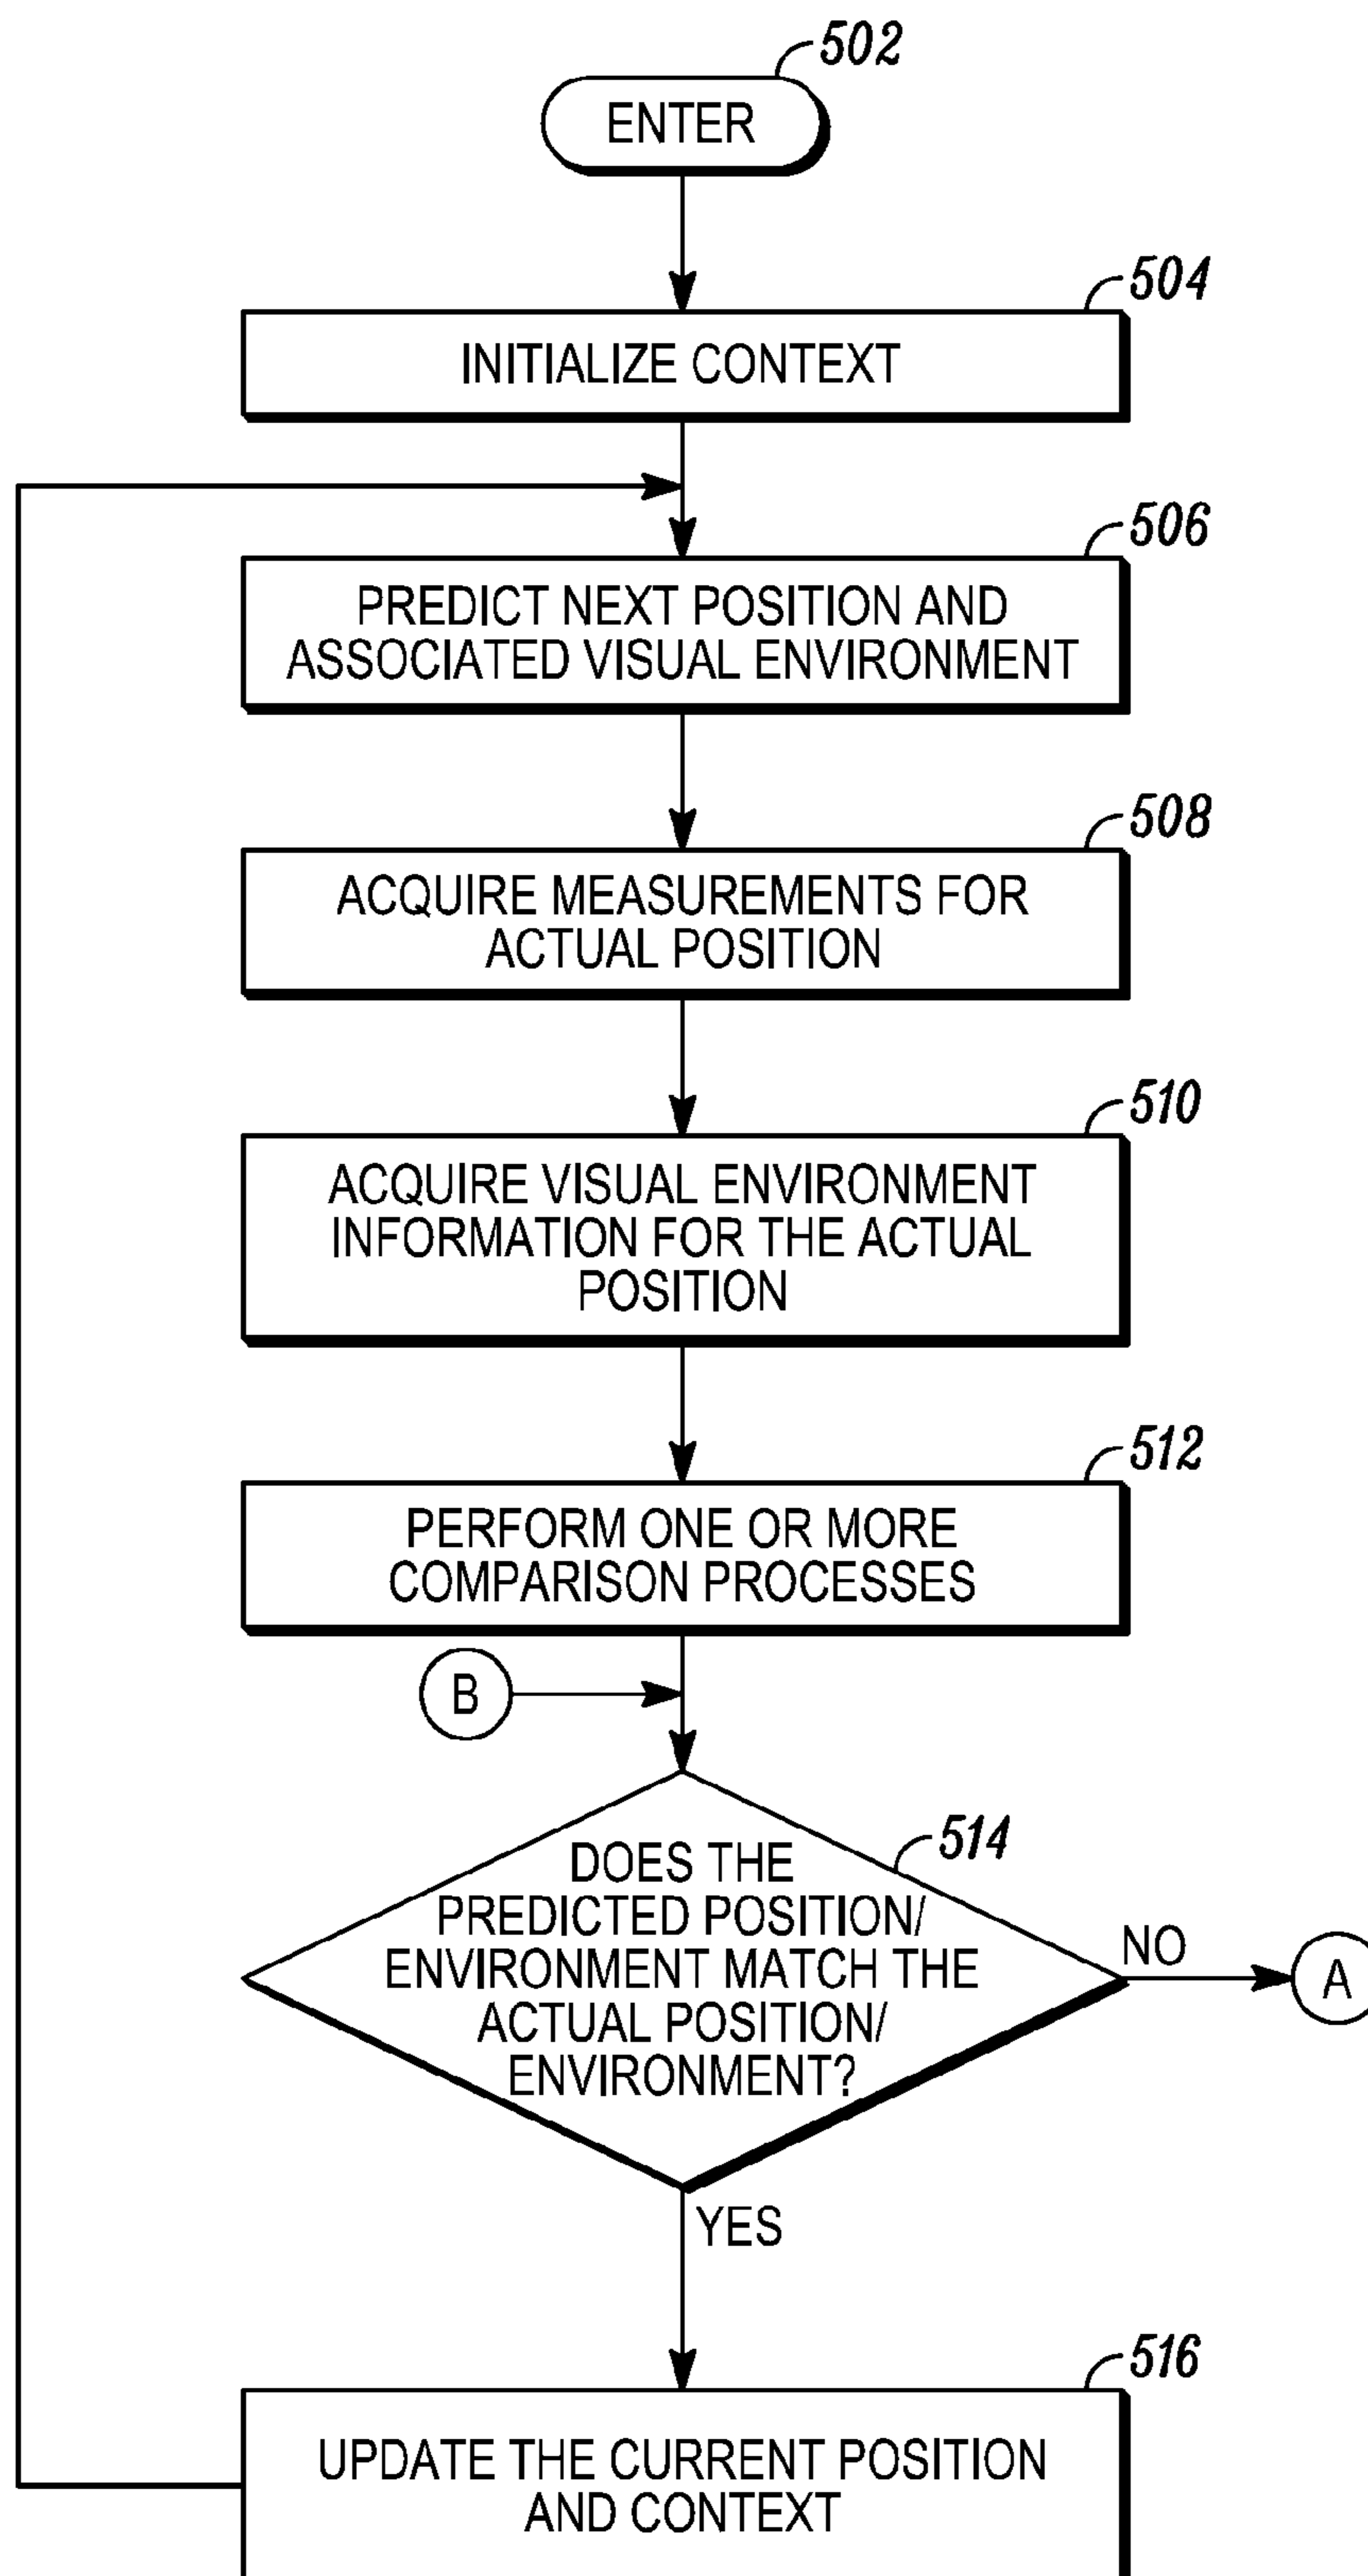 502
ENTER
504
INITIALIZE CONTEXT
506
PREDICT NEXT POSITION AND
ASSOCIATED VISUAL ENVIRONMENT
508
ACQUIRE MEASUREMENTS FOR
ACTUAL POSITION
510
ACQUIRE VISUAL ENVIRONMENT
INFORMATION FOR THE ACTUAL
POSITION
512
PERFORM ONE OR MORE
COMPARISON PROCESSES
B
514
DOES THE
PREDICTED POSITION/
ENVIRONMENT MATCH THE
ACTUAL POSITION/
ENVIRONMENT?
NO
A
YES
516
UPDATE THE CURRENT POSITION
AND CONTEXT